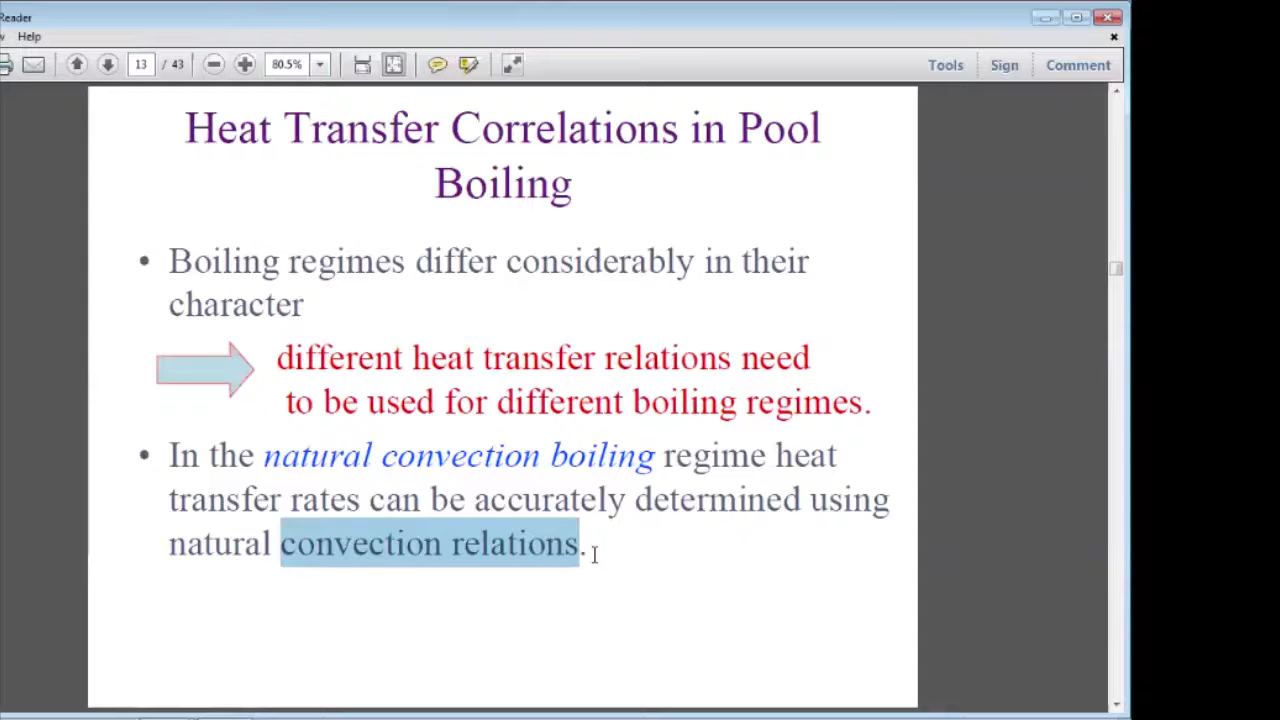 Reader
Help
13 / 43 80.5% Tools Sign Comment
Heat Transfer Correlations in Pool
Boiling
• Boiling regimes differ considerably in their
character
different heat transfer relations need
to be used for different boiling regimes.
• In the natural convection boiling regime heat
transfer rates can be accurately determined using
natural convection relations.